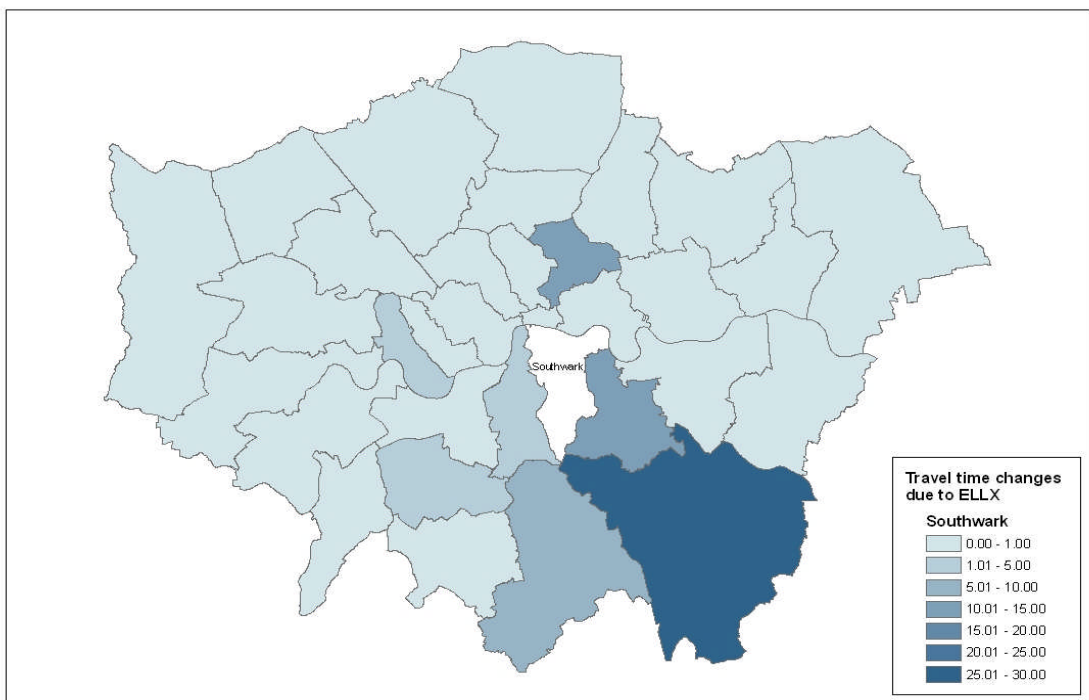 Southwark
Travel time changes
due to ELLX
Southwark
0.00 - 1.00
1.01 - 5.00
5.01 - 10.00
10.01 - 15.00
15.01 - 20.00
20.01 - 25.00
25.01 - 30.00